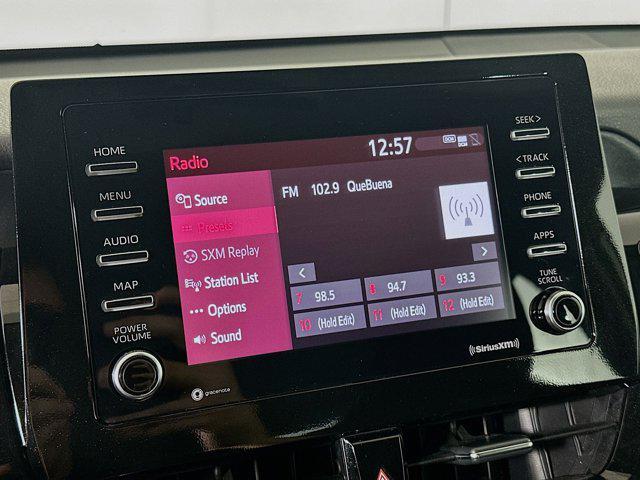 HOME
MENU
AUDIO
MAP
POWER
VOLUME
Radio
12:57
DCM
DCM
Source
Presets
SXM Replay
Station List
Options
Sound
FM 102.9 QueBuena
<
>
7 98.5
8 94.7
9 93.3
10 (Hold Edit)
11 (Hold Edit)
12 (Hold Edit)
SEEK >
< TRACK
PHONE
APPS
TUNE
SCROLL
gracenote
SiriusXM